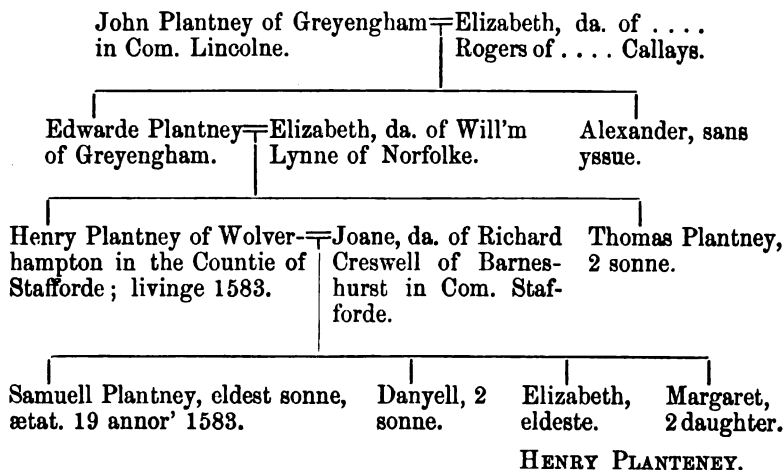 John Plantney of Greyengham
in Com. Lincolne.
Elizabeth, da. of . . . .
Rogers of . . . . Callays.
Edwarde Plantney
of Greyengham.
Elizabeth, da. of Will'm
Lynne of Norfolke.
Alexander, sans
yssue.
Henry Plantney of Wolver-
hampton in the Countie of
Stafforde ; livinge 1583.
Joane, da. of Richard
Creswell of Barnes-
hurst in Com. Staf-
forde.
Thomas Plantney,
2 sonne.
Samuell Plantney, eldest sonne,
ætat. 19 annor' 1583.
Danyell, 2
sonne.
Elizabeth,
eldeste.
Margaret,
2 daughter.
HENRY PLANTENEY.